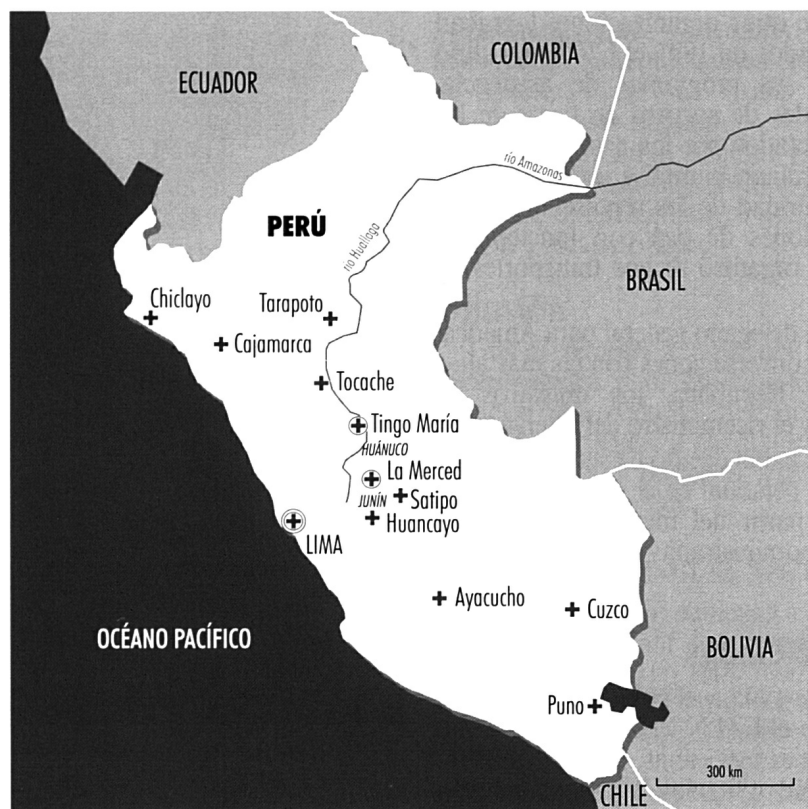 COLOMBIA
ECUADOR
río Amazonas
PERÚ
río Huallaga
BRASIL
Chiclayo
Tarapoto
Cajamarca
Tocache
Tingo María
HUÁNUCO
La Merced
JUNÍN
Satipo
Huancayo
LIMA
Ayacucho
Cuzco
OCÉANO PACÍFICO
BOLIVIA
Puno
300 km
CHILE